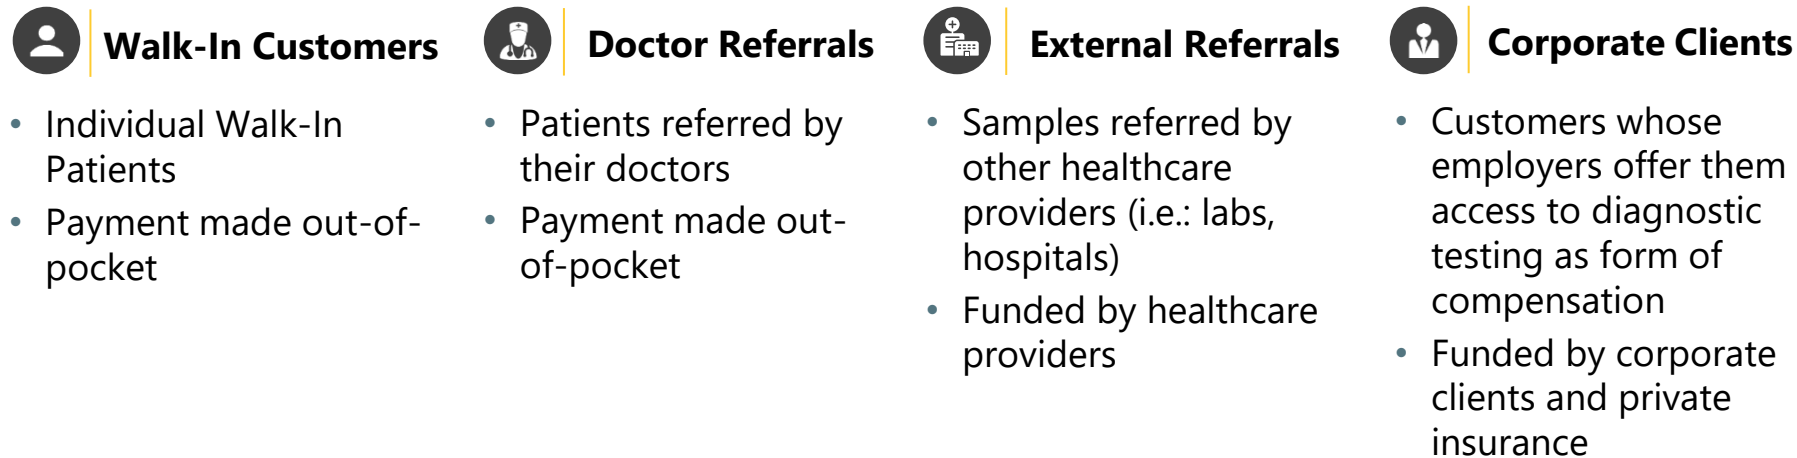 Walk-In Customers
• Individual Walk-In
Patients
• Payment made out-of-
pocket
Doctor Referrals
• Patients referred by
their doctors
• Payment made out-
of-pocket
External Referrals
• Samples referred by
other healthcare
providers (i.e.: labs,
hospitals)
• Funded by healthcare
providers
Corporate Clients
• Customers whose
employers offer them
access to diagnostic
testing as form of
compensation
• Funded by corporate
clients and private
insurance